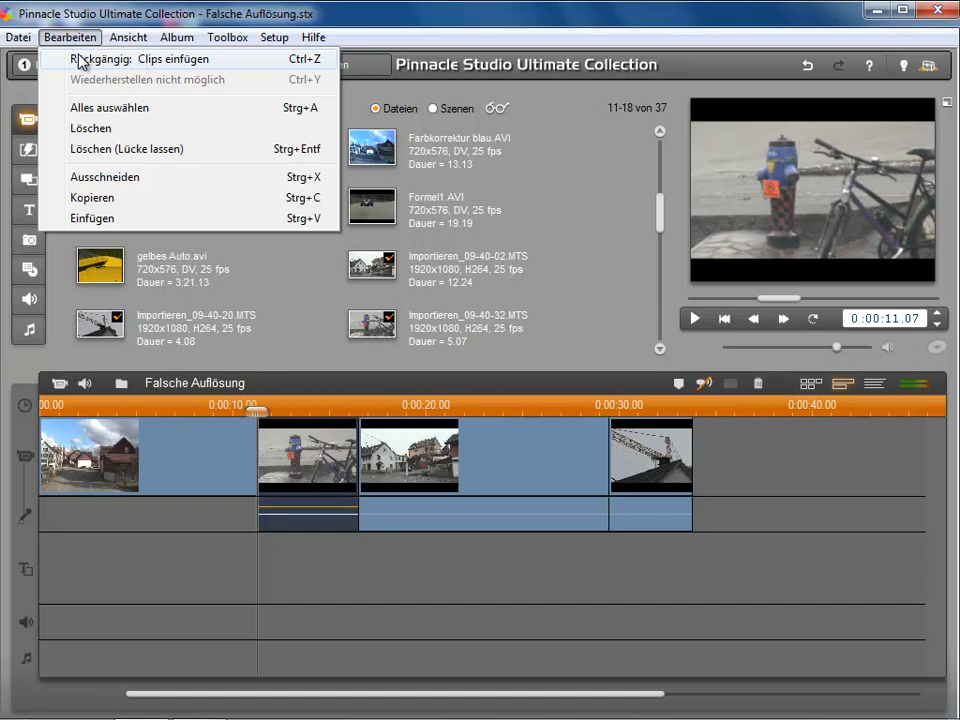 Pinnacle Studio Ultimate Collection - Falsche Auflösung.stx
Datei Bearbeiten Ansicht Album Toolbox Setup Hilfe
1 Pinnacle Studio Ultimate Collection ?
Rückgängig: Clips einfügen Ctrl+Z
Wiederherstellen nicht möglich Ctrl+Y
Alles auswählen Strg+A
Löschen
Löschen (Lücke lassen) Strg+Entf
Ausschneiden Strg+X
Kopieren Strg+C
Einfügen Strg+V
Dateien Szenen 11-18 von 37
Farbkorrektur blau.AVI
720x576, DV, 25 fps
Dauer = 13.13
Formel1.AVI
720x576, DV, 25 fps
Dauer = 19.19
gelbes Auto.avi
720x576, DV, 25 fps
Dauer = 3:21.13
Importieren_09-40-02.MTS
1920x1080, H264, 25 fps
Dauer = 12.24
Importieren_09-40-20.MTS
1920x1080, H264, 25 fps
Dauer = 4.08
Importieren_09-40-32.MTS
1920x1080, H264, 25 fps
Dauer = 5.07
0:00:11.07
Falsche Auflösung
00.00 0:00:10.00 0:00:20.00 0:00:30.00 0:00:40.00